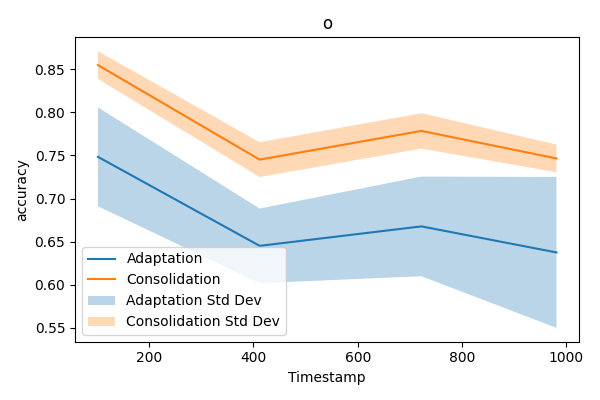 o
accuracy
0.85
0.80
0.75
0.70
0.65
0.60
0.55
Adaptation
Consolidation
Adaptation Std Dev
Consolidation Std Dev
200
400
600
800
1000
Timestamp